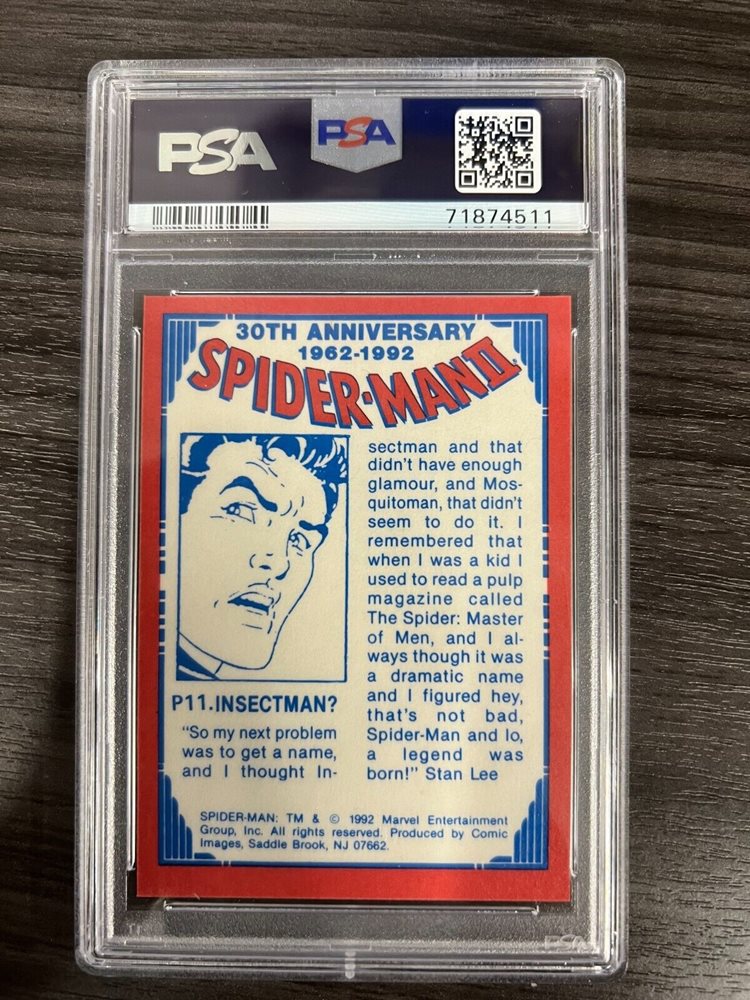 PSA
PSA
71874511
30TH ANNIVERSARY
1962-1992
SPIDER-MAN II
P11.INSECTMAN?
"So my next problem
was to get a name,
and I thought In-
sectman and that
didn't have enough
glamour, and Mos-
quitoman, that didn't
seem to do it. I
remembered that
when I was a kid I
used to read a pulp
magazine called
The Spider: Master
of Men, and I al-
ways though it was
a dramatic name
and I figured hey,
that's not bad,
Spider-Man and lo,
a legend was
born!" Stan Lee
SPIDER-MAN: TM & © 1992 Marvel Entertainment
Group, Inc. All rights reserved. Produced by Comic
Images, Saddle Brook, NJ 07662.
PSA